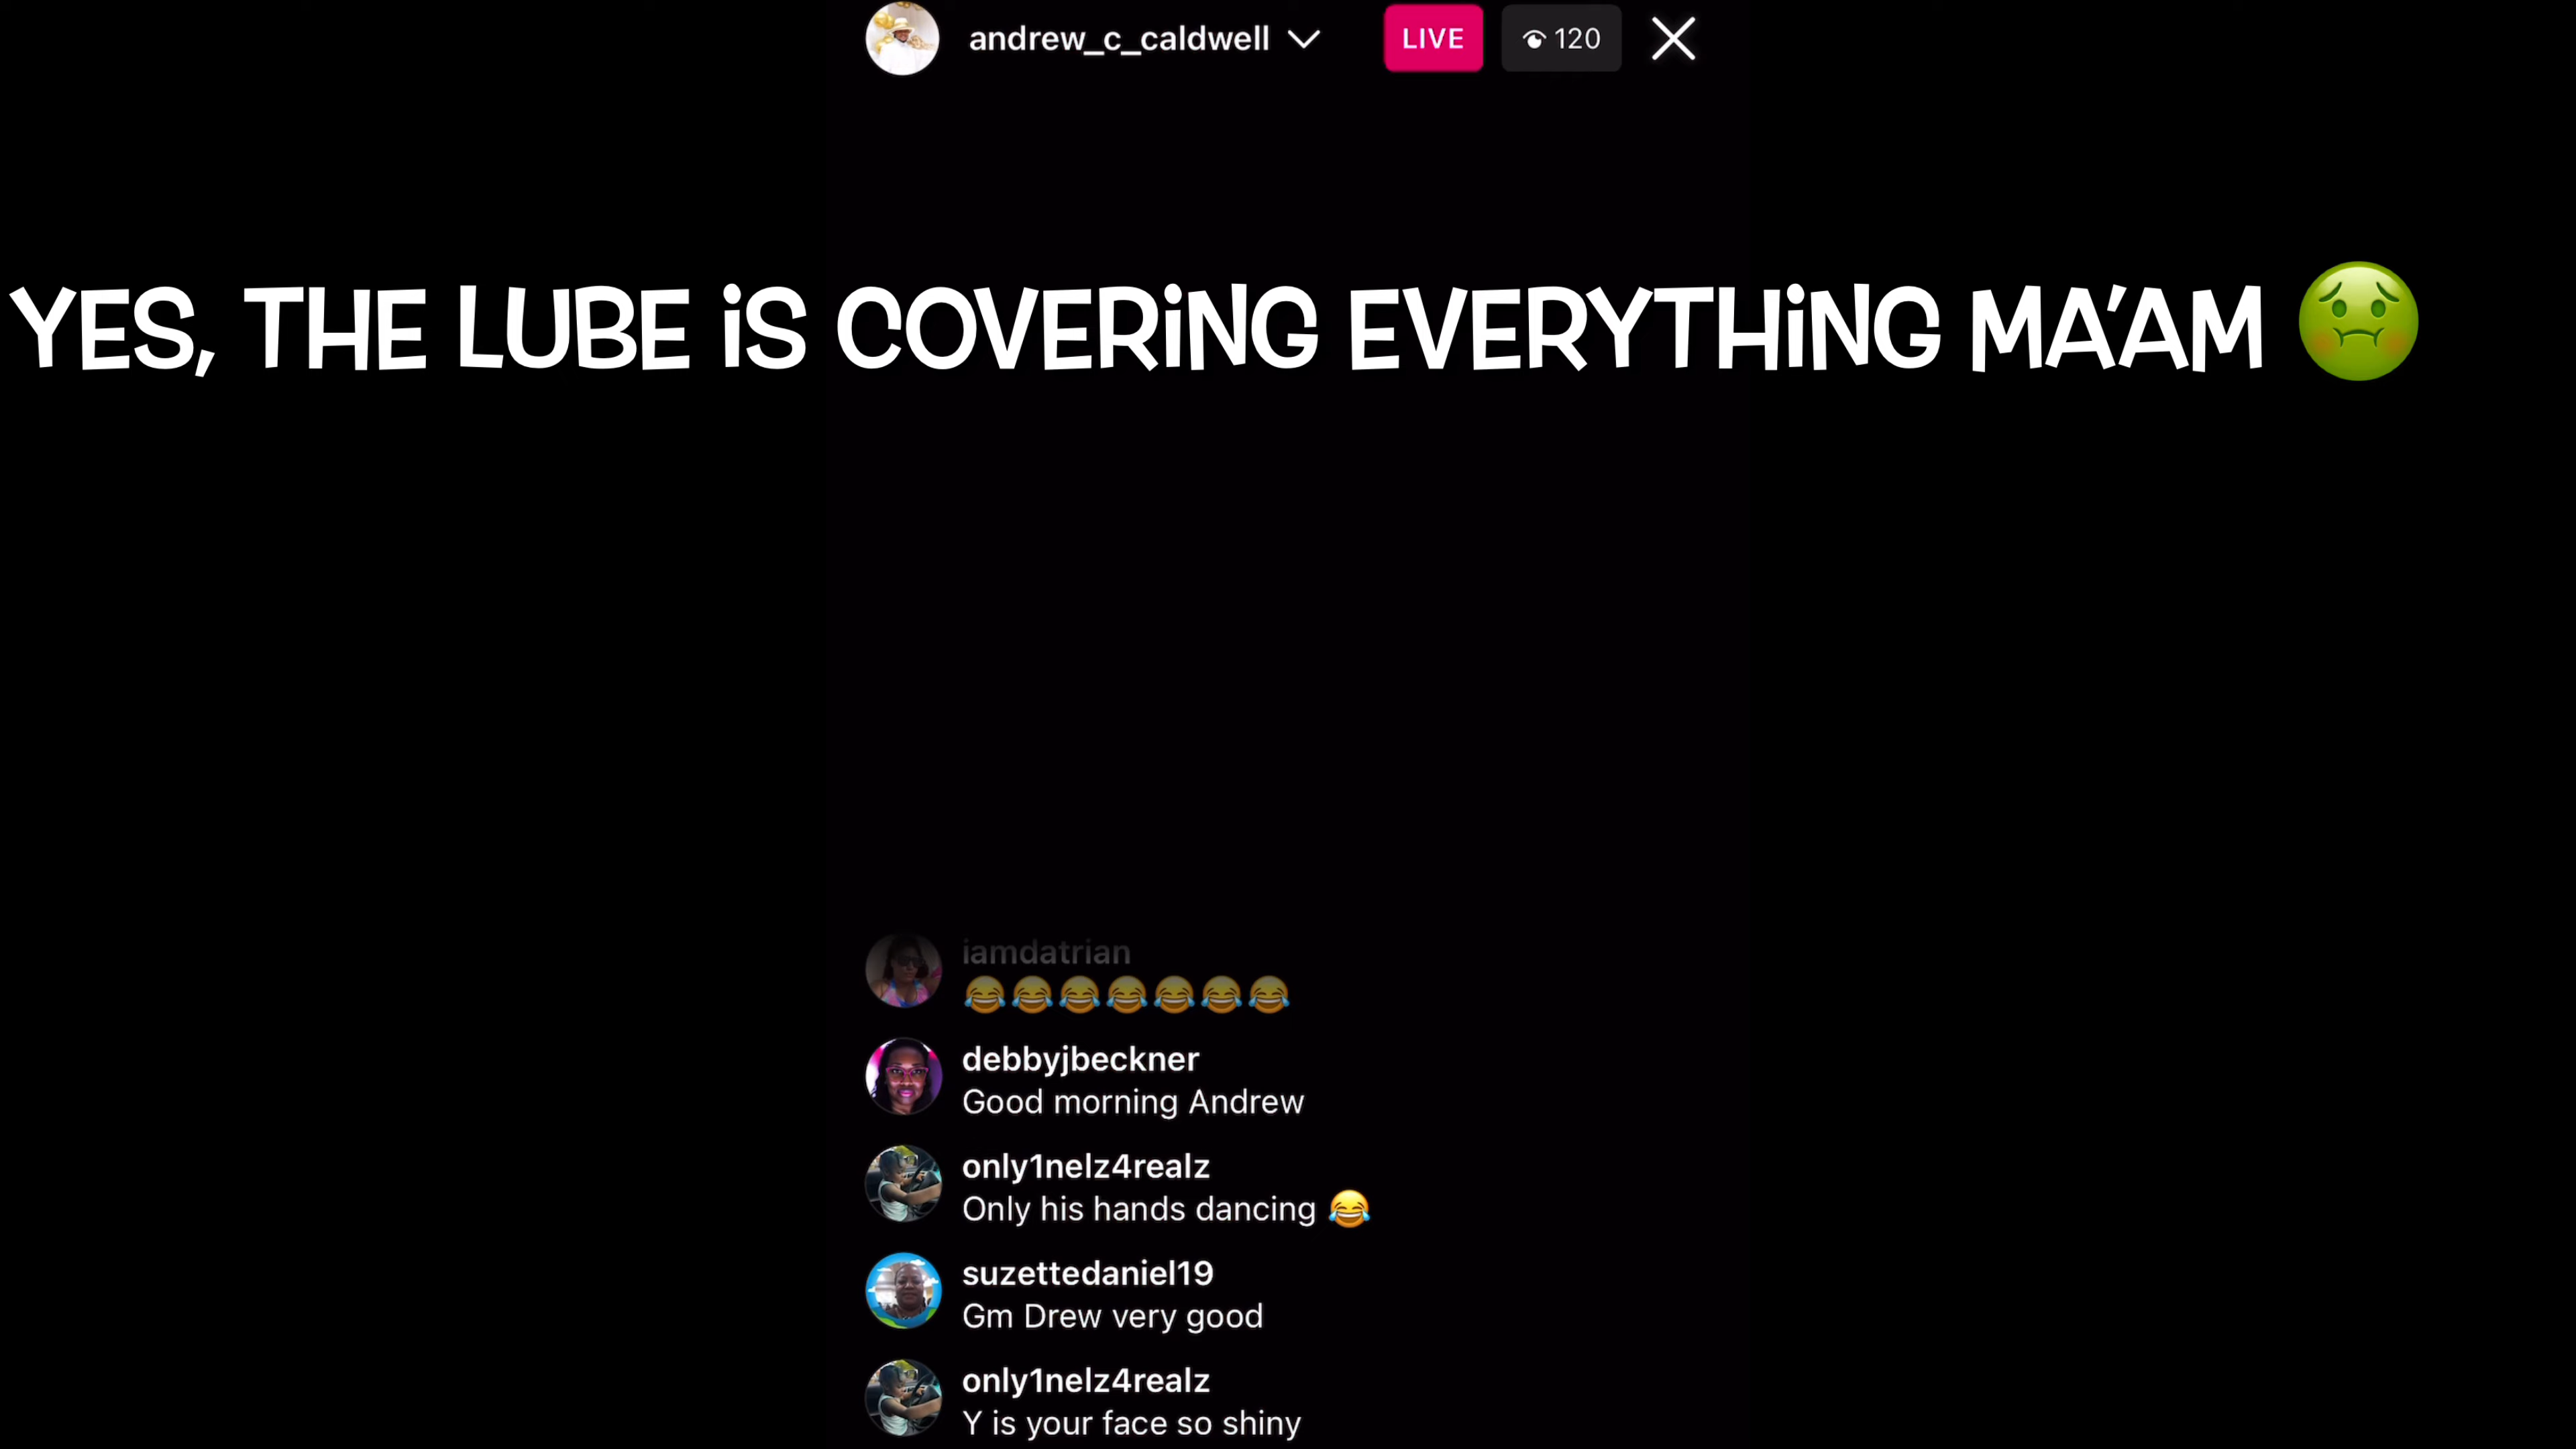 andrew_c_caldwell
LIVE
120
YES, THE LUBE iS COVERiNG EVERYTHiNG MA'AM 🤢
iamdatrian
😂😂😂😂😂😂😂
debbyjbeckner
Good morning Andrew
only1nelz4realz
Only his hands dancing 😂
suzettedaniel19
Gm Drew very good
only1nelz4realz
Y is your face so shiny